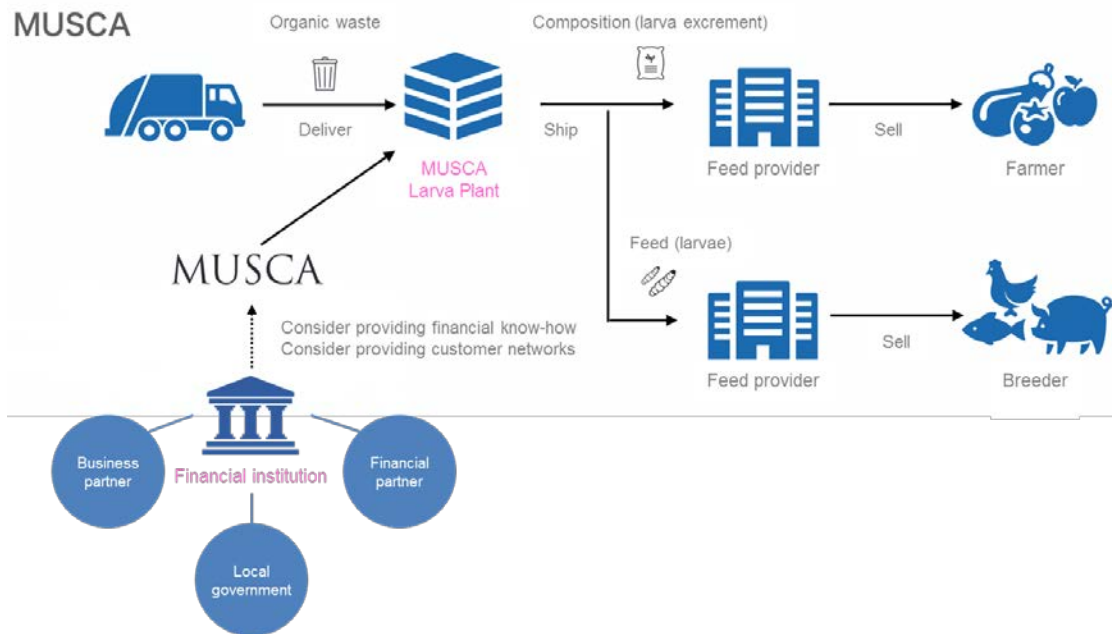 MUSCA
Organic waste
Deliver
MUSCA
Larva Plant
Composition (larva excrement)
Ship
Feed provider
Sell
Farmer
Feed (larvae)
Feed provider
Sell
Breeder
MUSCA
Consider providing financial know-how
Consider providing customer networks
Financial institution
Business
partner
Financial
partner
Local
government